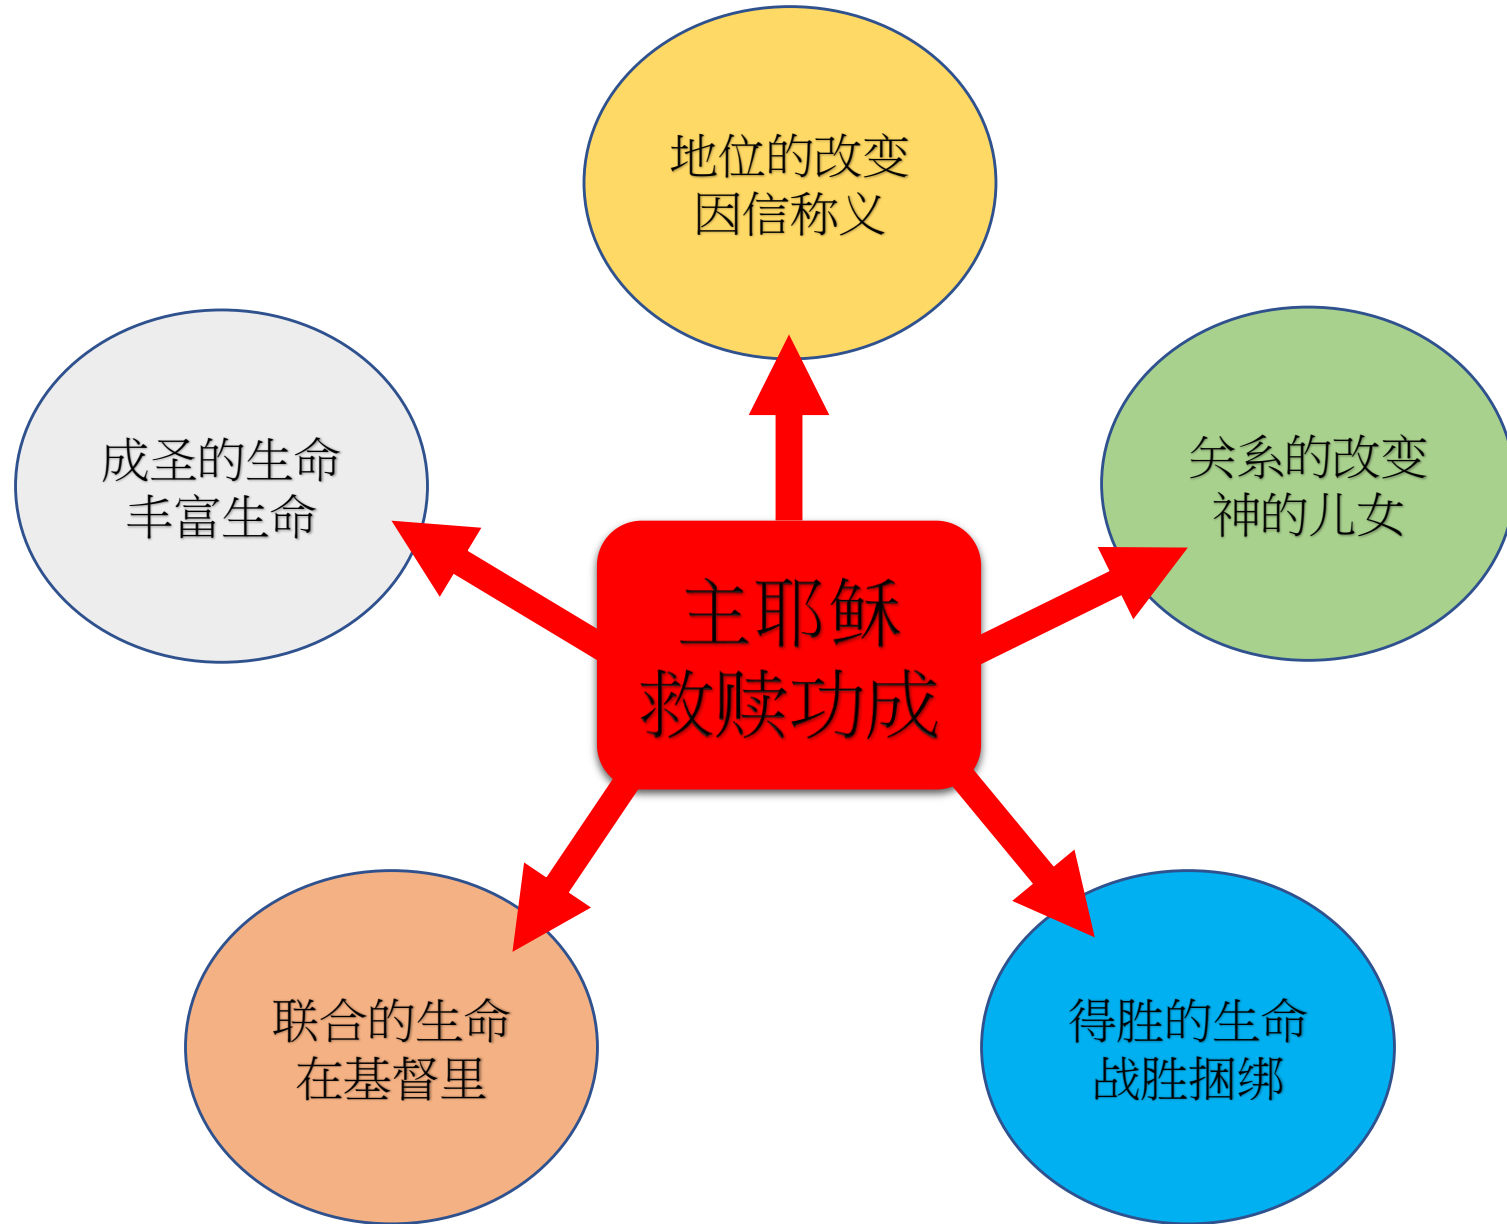 地位的改变
因信称义
成圣的生命
丰富生命
关系的改变
神的儿女
主耶稣
救赎功成
联合的生命
在基督里
得胜的生命
战胜捆绑